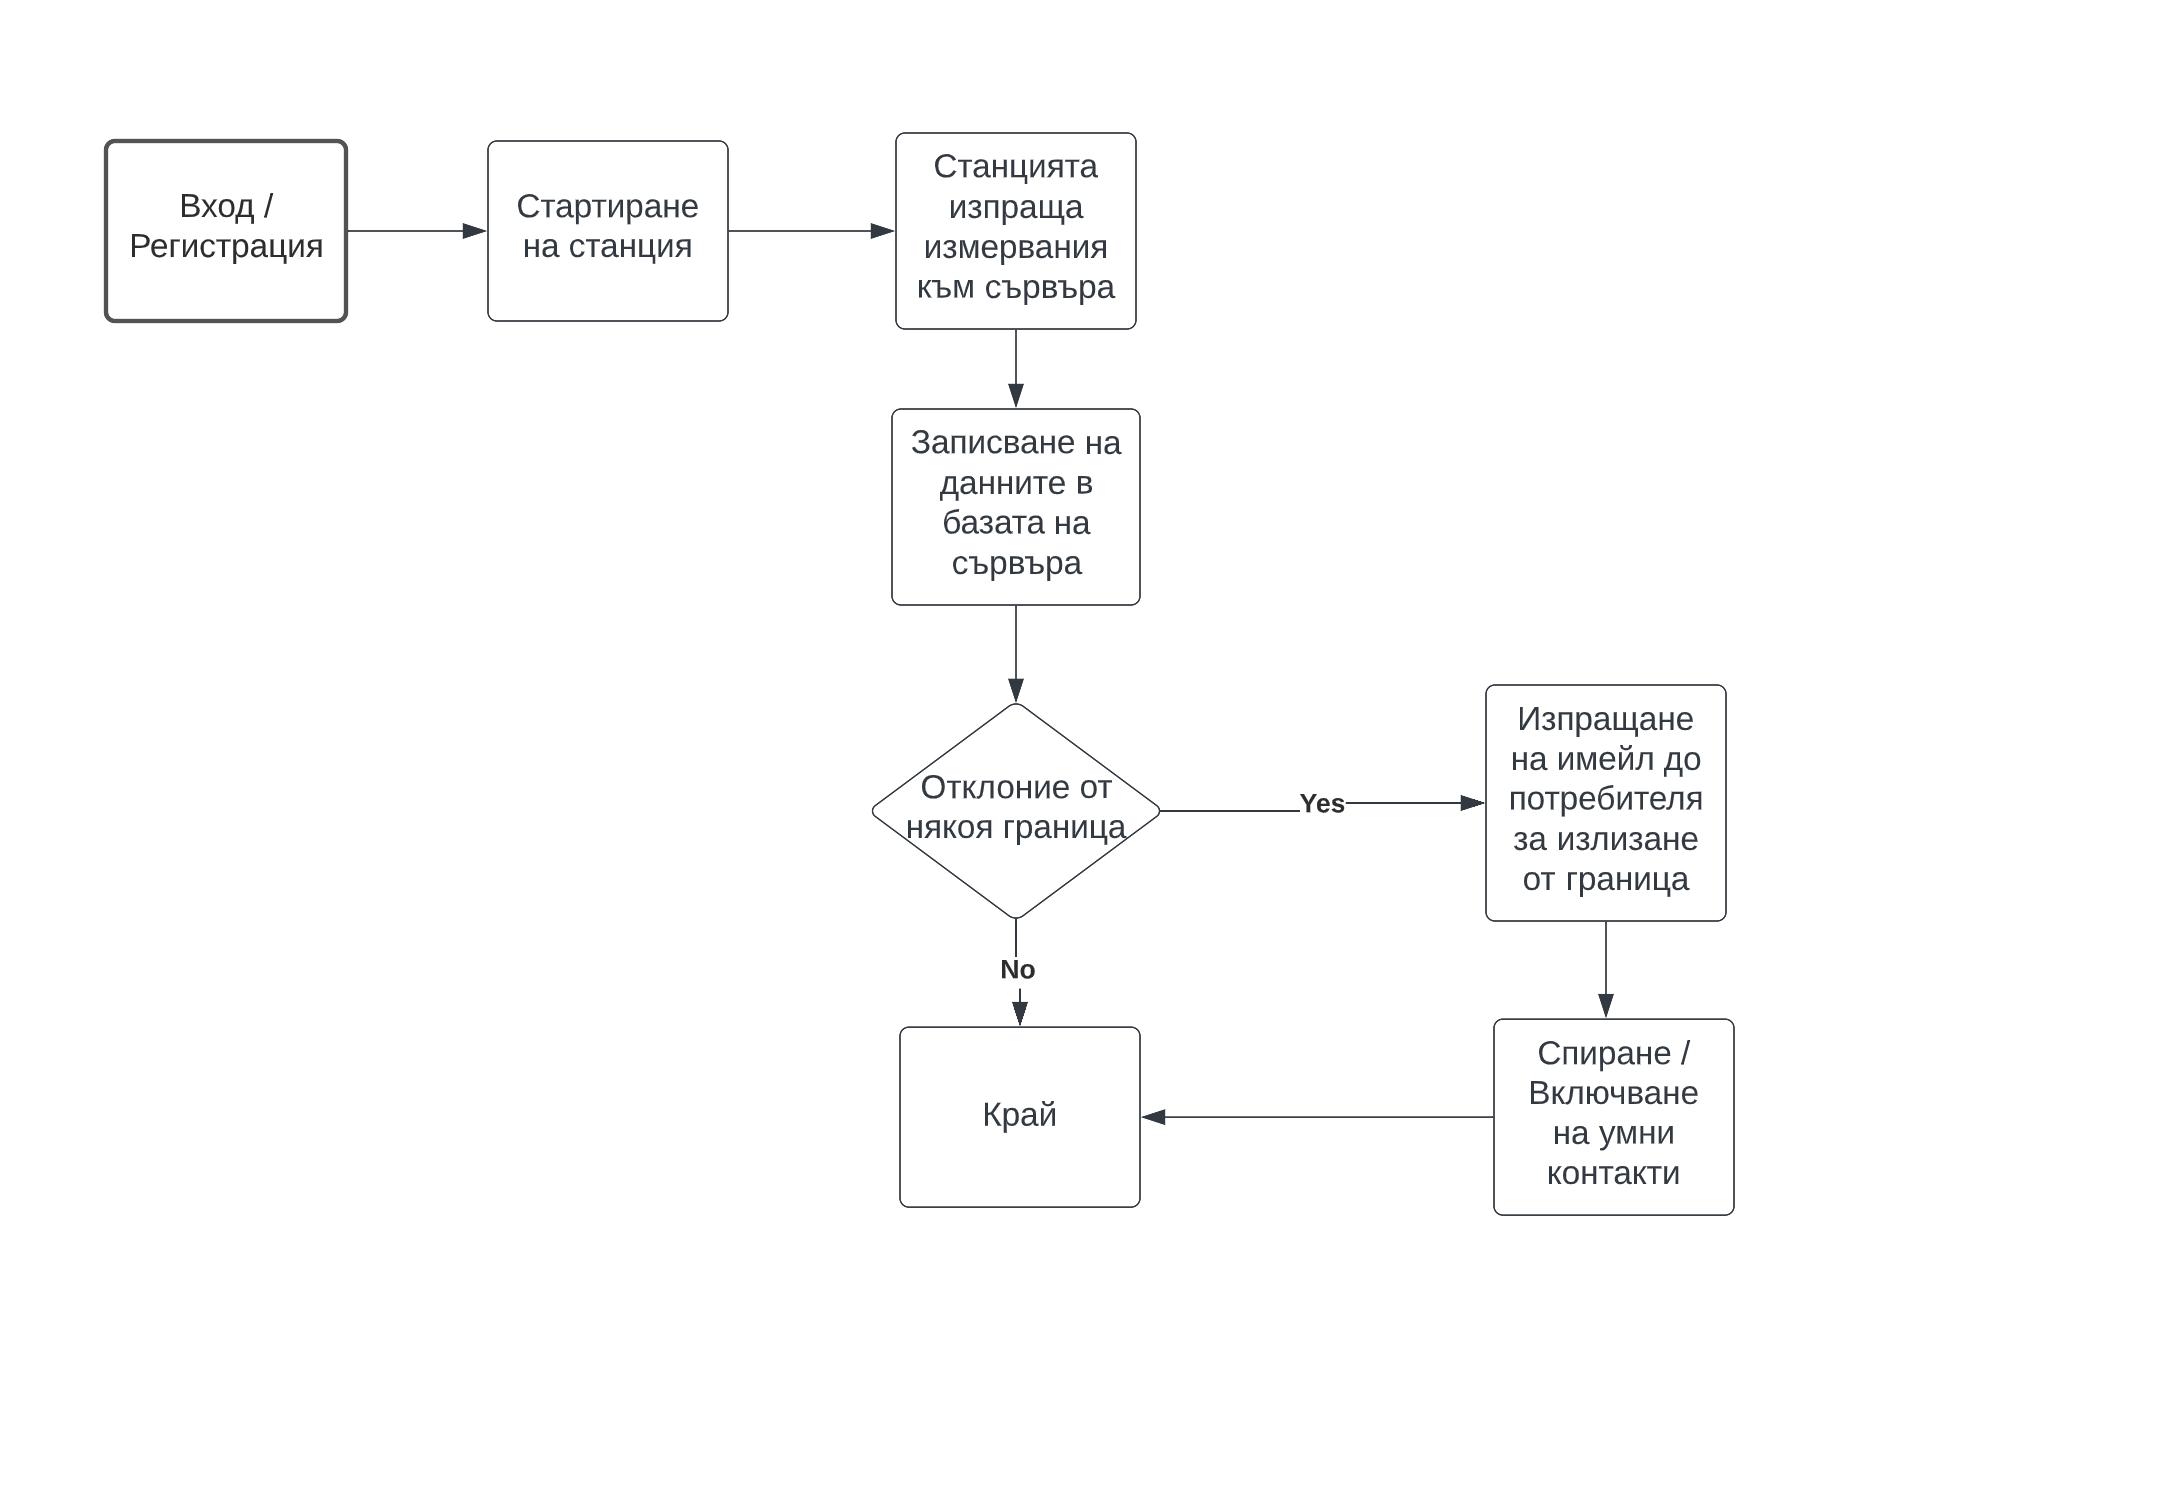 Вход /
Регистрация
Стартиране
на станция
Станцията
изпраща
измервания
към сървъра
Записване на
данните в
базата на
сървъра
Отклоние от
някоя граница
Yes
Изпращане
на имейл до
потребителя
за излизане
от граница
No
Край
Спиране /
Включване
на умни
контакти